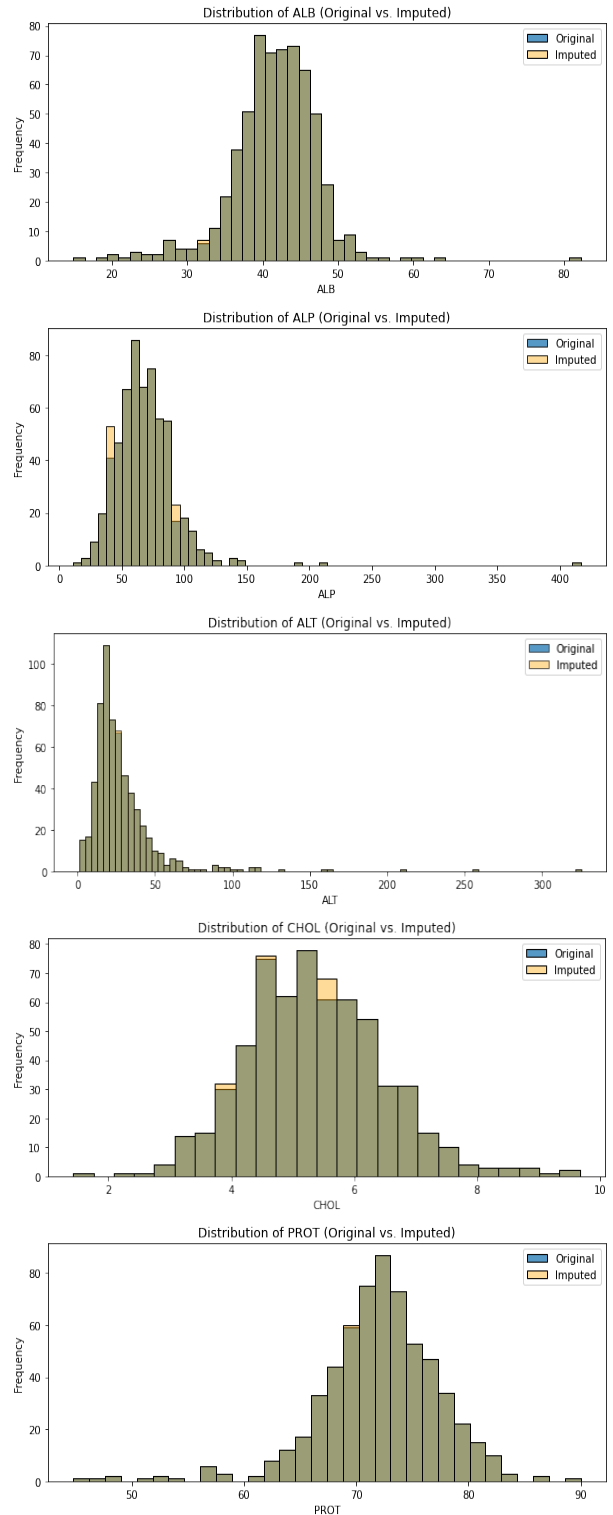 Distribution of ALB (Original vs. Imputed)
80
70
60
50
40
30
20
10
0
Frequency
Original
Imputed
20 30 40 50 60 70 80
ALB
Distribution of ALP (Original vs. Imputed)
80
60
40
20
0
Frequency
Original
Imputed
0 50 100 150 200 250 300 350 400
ALP
Distribution of ALT (Original vs. Imputed)
100
80
60
40
20
0
Frequency
Original
Imputed
0 50 100 150 200 250 300
ALT
Distribution of CHOL (Original vs. Imputed)
80
70
60
50
40
30
20
10
0
Frequency
Original
Imputed
2 4 6 8 10
CHOL
Distribution of PROT (Original vs. Imputed)
80
60
40
20
0
Frequency
Original
Imputed
50 60 70 80 90
PROT